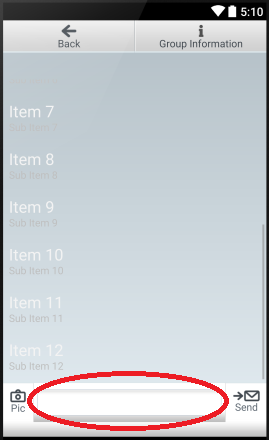 5:10
Back
Group Information
Item 7
Sub Item 7
Item 8
Sub Item 8
Item 9
Sub Item 9
Item 10
Sub Item 10
Item 11
Sub Item 11
Item 12
Sub Item 12
Pic
Send